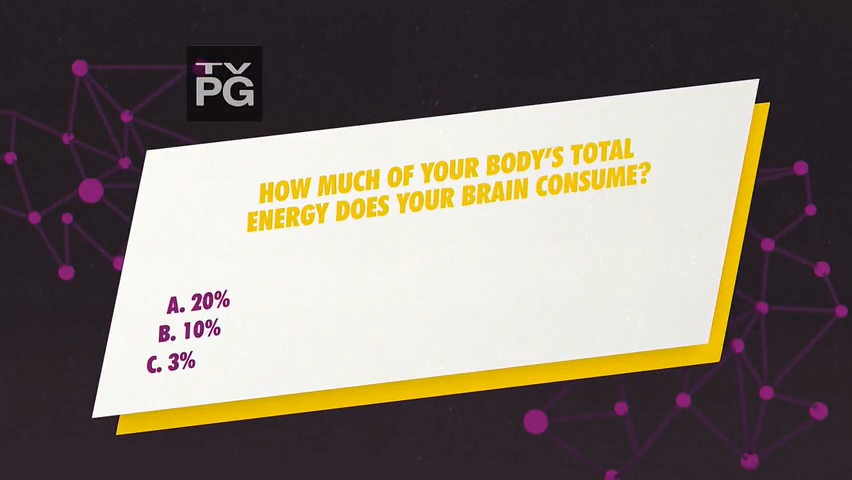 TV
PG
HOW MUCH OF YOUR BODY'S TOTAL
ENERGY DOES YOUR BRAIN CONSUME?
A. 20%
B. 10%
C. 3%